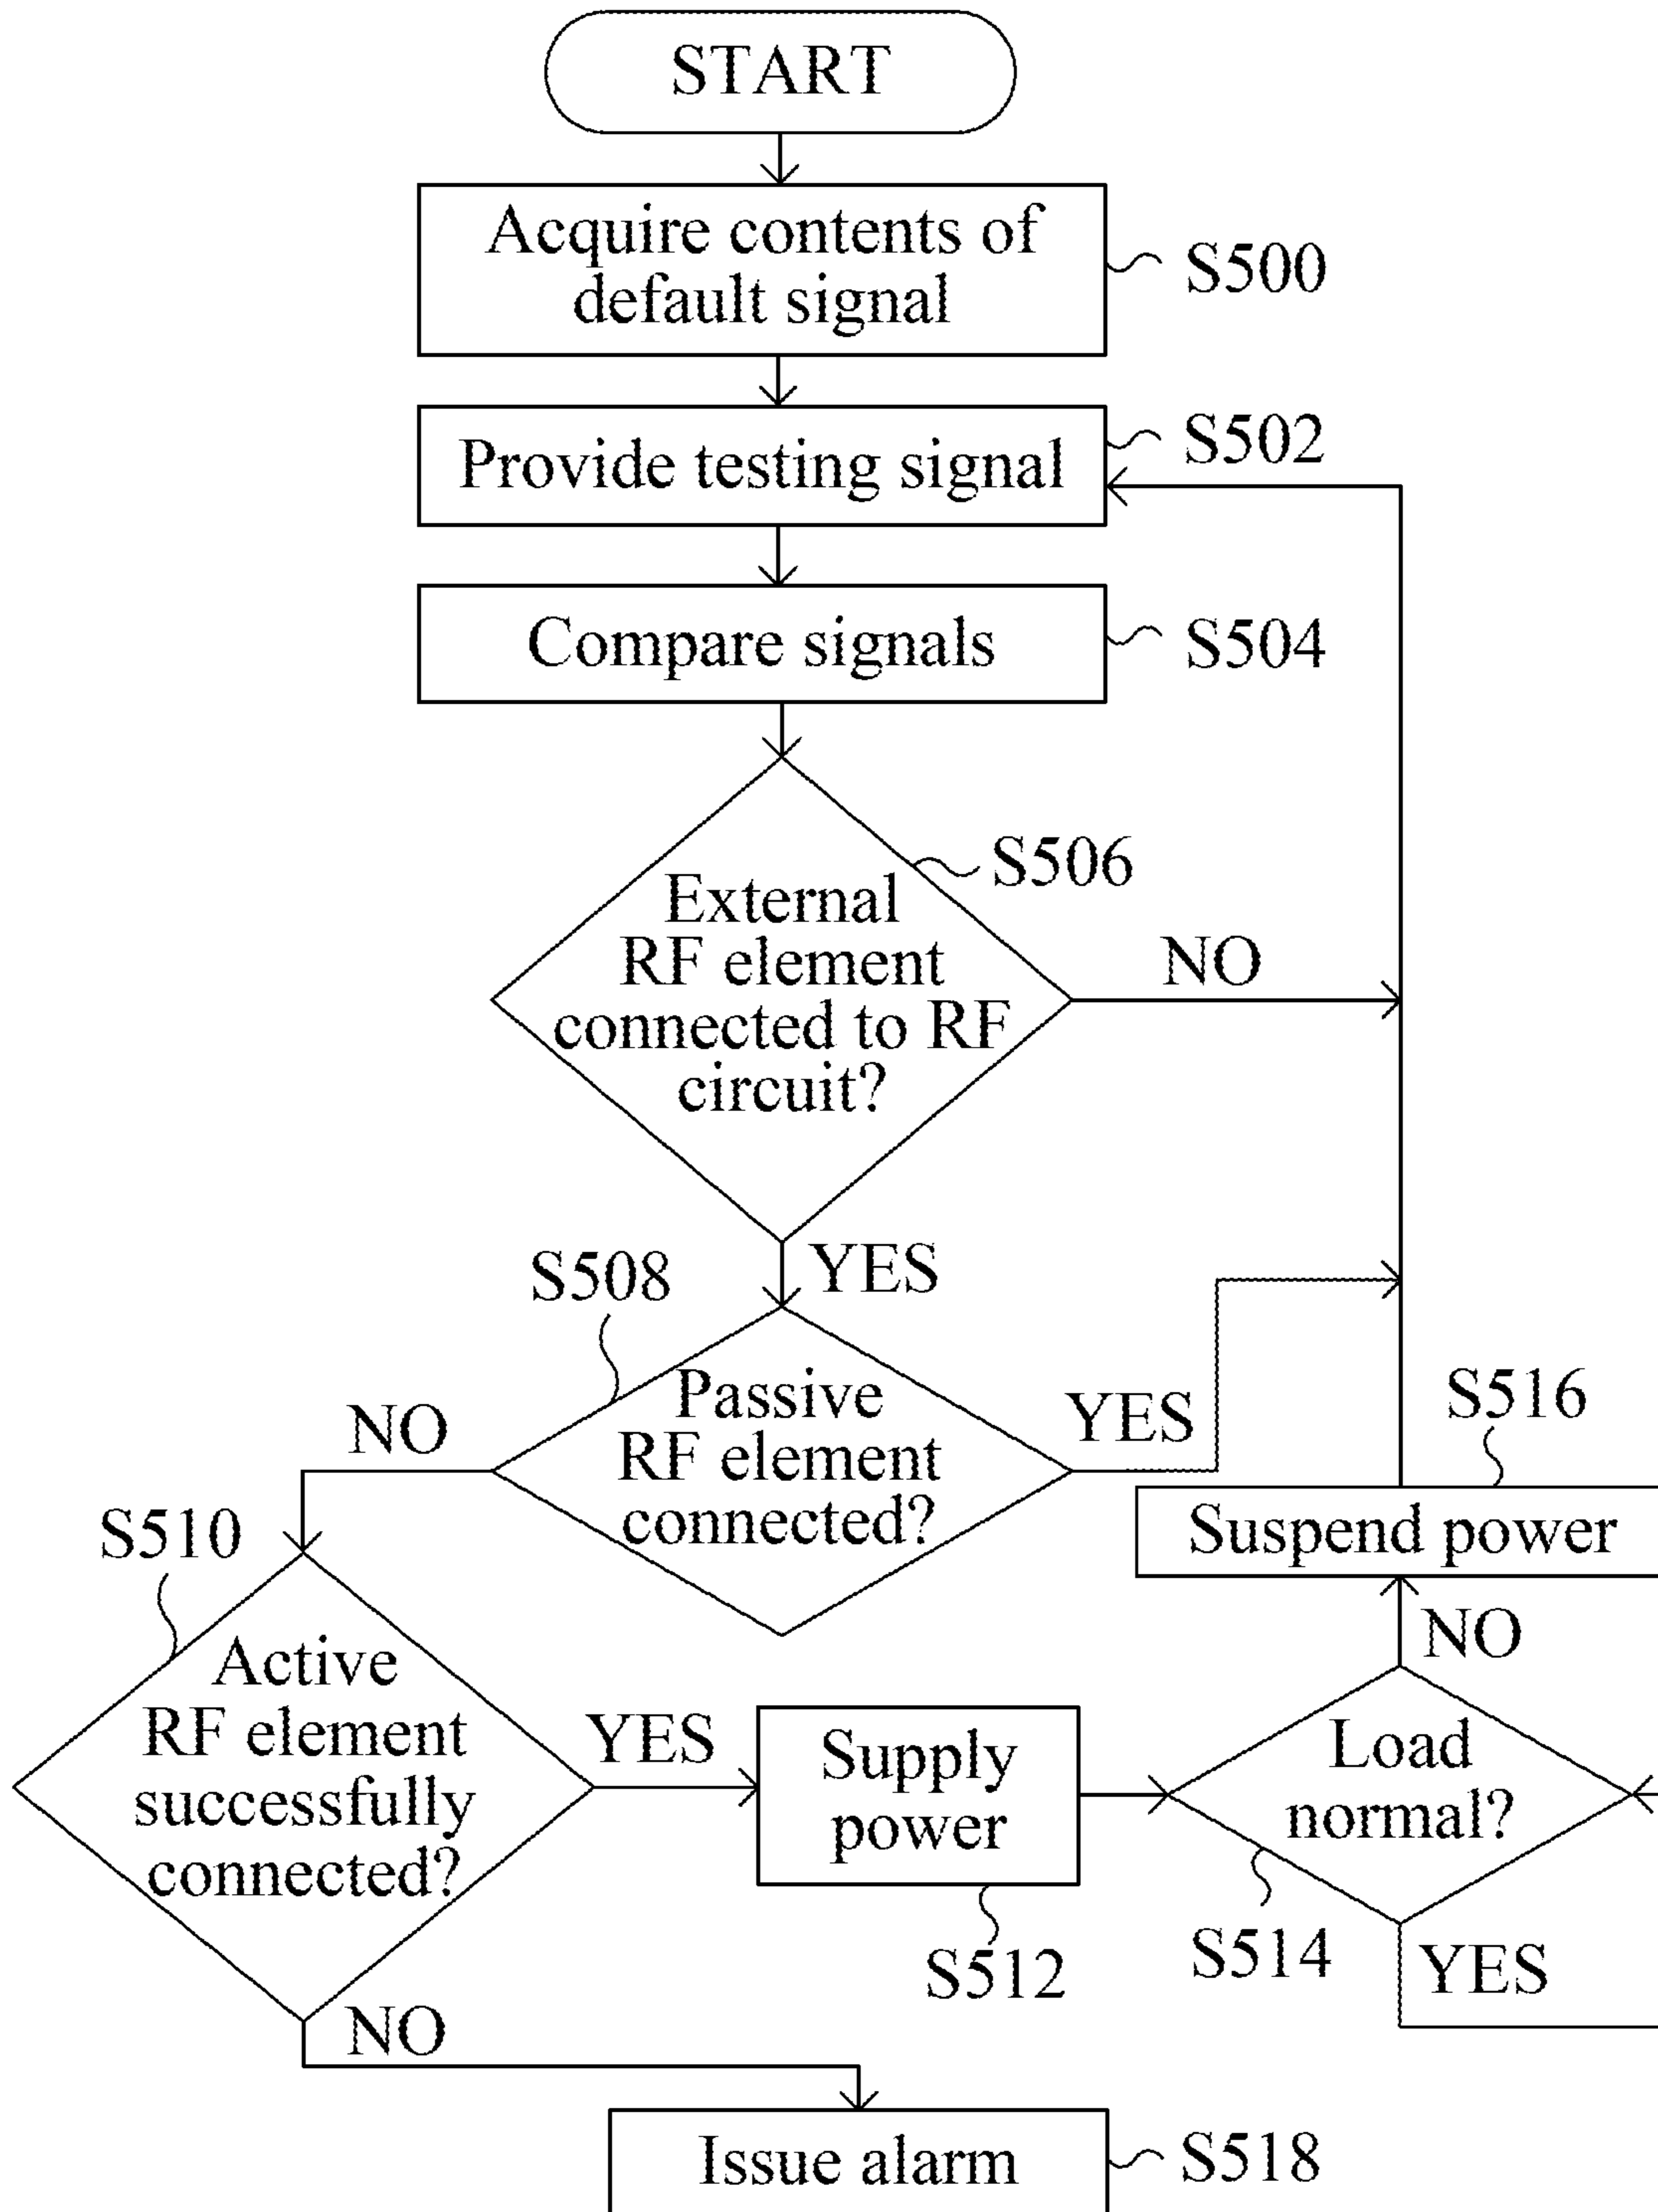 START
Acquire contents of
default signal
S500
Provide testing signal
S502
Compare signals
S504
S506
External
RF element
connected to RF
circuit?
NO
YES
S508
Passive
RF element
connected?
YES
NO
S516
Suspend power
S510
Active
RF element
successfully
connected?
YES
Supply
power
S512
NO
Load
normal?
S514
YES
NO
Issue alarm
S518